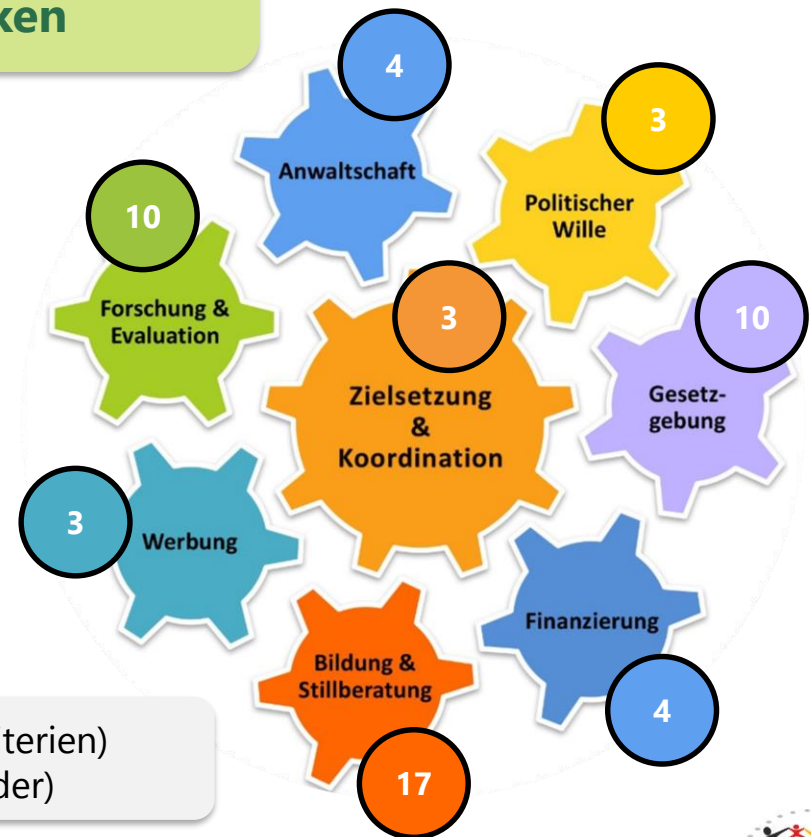 ken
4
Anwaltschaft
3
Politischer
Wille
10
Forschung &
Evaluation
3
Zielsetzung
&
Koordination
10
Gesetz-
gebung
3
Werbung
Finanzierung
4
Bildung &
Stillberatung
17
terien)
der)